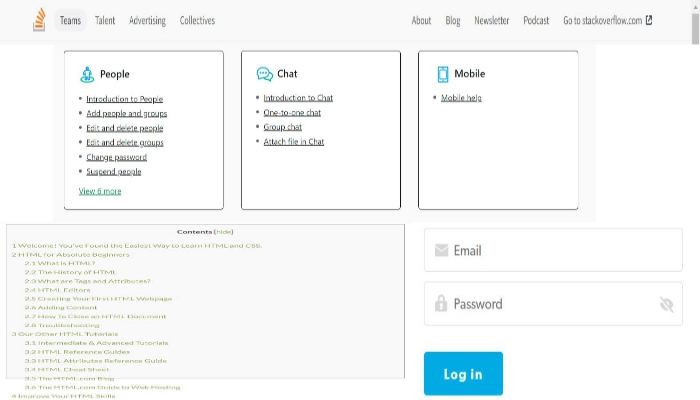 Teams Talent Advertising Collectives About Blog Newsletter Podcast Go to stackoverflow.com
People
Introduction to People
Add people and groups
Edit and delete people
Edit and delete groups
Change password
Suspend people
View 6 more
Chat
Introduction to Chat
One-to-one chat
Group chat
Attach file in Chat
Mobile
Mobile help
Contents [hide]
1 Welcome! You've Found the Easiest Way to Learn HTML and CSS.
2 HTML for Absolute Beginners
2.1 What is HTML?
2.2 The History of HTML
2.3 What are Tags and Attributes?
2.4 HTML Editors
2.5 Creating Your First HTML Webpage
2.6 Adding Content
2.7 How To Close an HTML Document
2.8 Troubleshooting
3 Our Other HTML Tutorials
3.1 Intermediate & Advanced Tutorials
3.2 HTML Reference Guides
3.3 HTML Attributes Reference Guide
3.4 HTML Cheat Sheet
3.5 The HTML.com Blog
3.6 The HTML.com Guide to Web Hosting
4 Improve Your HTML Skills
Email
Password
Log in